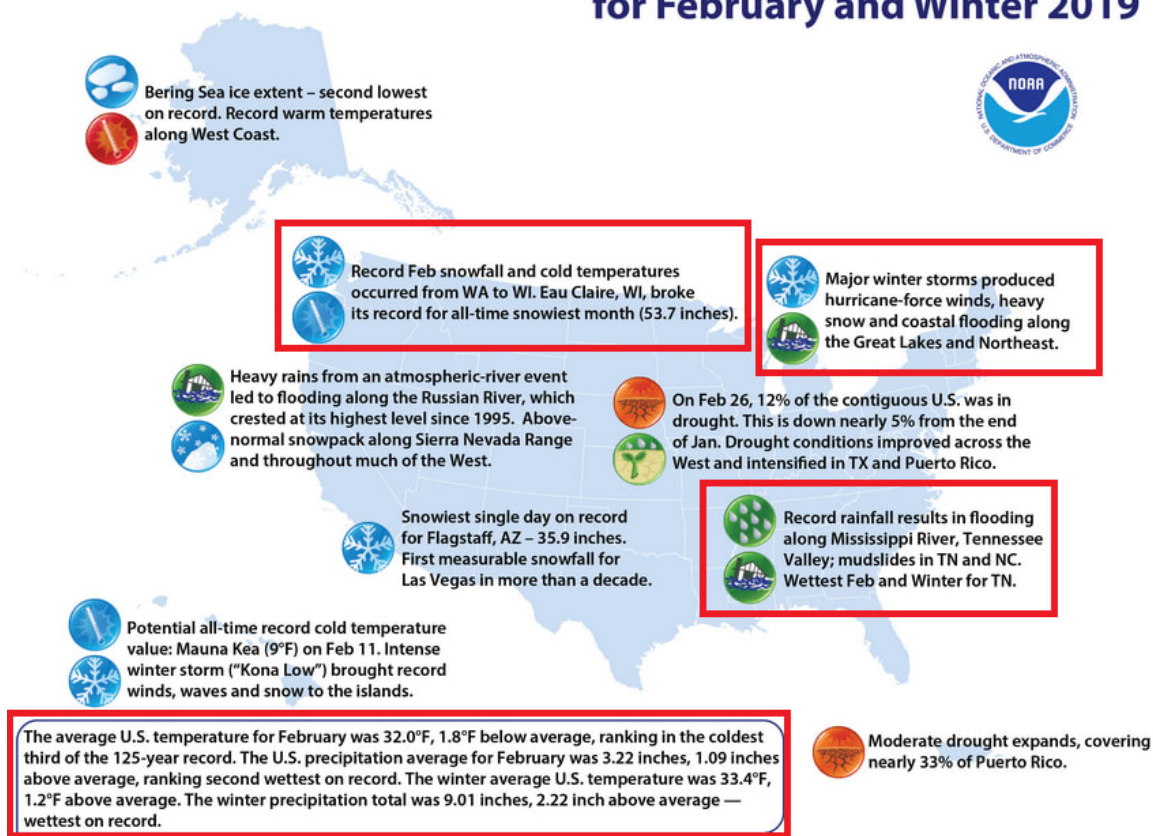 for February and Winter 2019
NATIONAL OCEANIC AND ATMOSPHERIC ADMINISTRATION
NOAA
U.S. DEPARTMENT OF COMMERCE
Bering Sea ice extent – second lowest
on record. Record warm temperatures
along West Coast.
Record Feb snowfall and cold temperatures
occurred from WA to WI. Eau Claire, WI, broke
its record for all-time snowiest month (53.7 inches).
Major winter storms produced
hurricane-force winds, heavy
snow and coastal flooding along
the Great Lakes and Northeast.
Heavy rains from an atmospheric-river event
led to flooding along the Russian River, which
crested at its highest level since 1995. Above-
normal snowpack along Sierra Nevada Range
and throughout much of the West.
On Feb 26, 12% of the contiguous U.S. was in
drought. This is down nearly 5% from the end
of Jan. Drought conditions improved across the
West and intensified in TX and Puerto Rico.
Snowiest single day on record
for Flagstaff, AZ – 35.9 inches.
First measurable snowfall for
Las Vegas in more than a decade.
Record rainfall results in flooding
along Mississippi River, Tennessee
Valley; mudslides in TN and NC.
Wettest Feb and Winter for TN.
Potential all-time record cold temperature
value: Mauna Kea (9°F) on Feb 11. Intense
winter storm ("Kona Low") brought record
winds, waves and snow to the islands.
The average U.S. temperature for February was 32.0°F, 1.8°F below average, ranking in the coldest
third of the 125-year record. The U.S. precipitation average for February was 3.22 inches, 1.09 inches
above average, ranking second wettest on record. The winter average U.S. temperature was 33.4°F,
1.2°F above average. The winter precipitation total was 9.01 inches, 2.22 inch above average —
wettest on record.
Moderate drought expands, covering
nearly 33% of Puerto Rico.